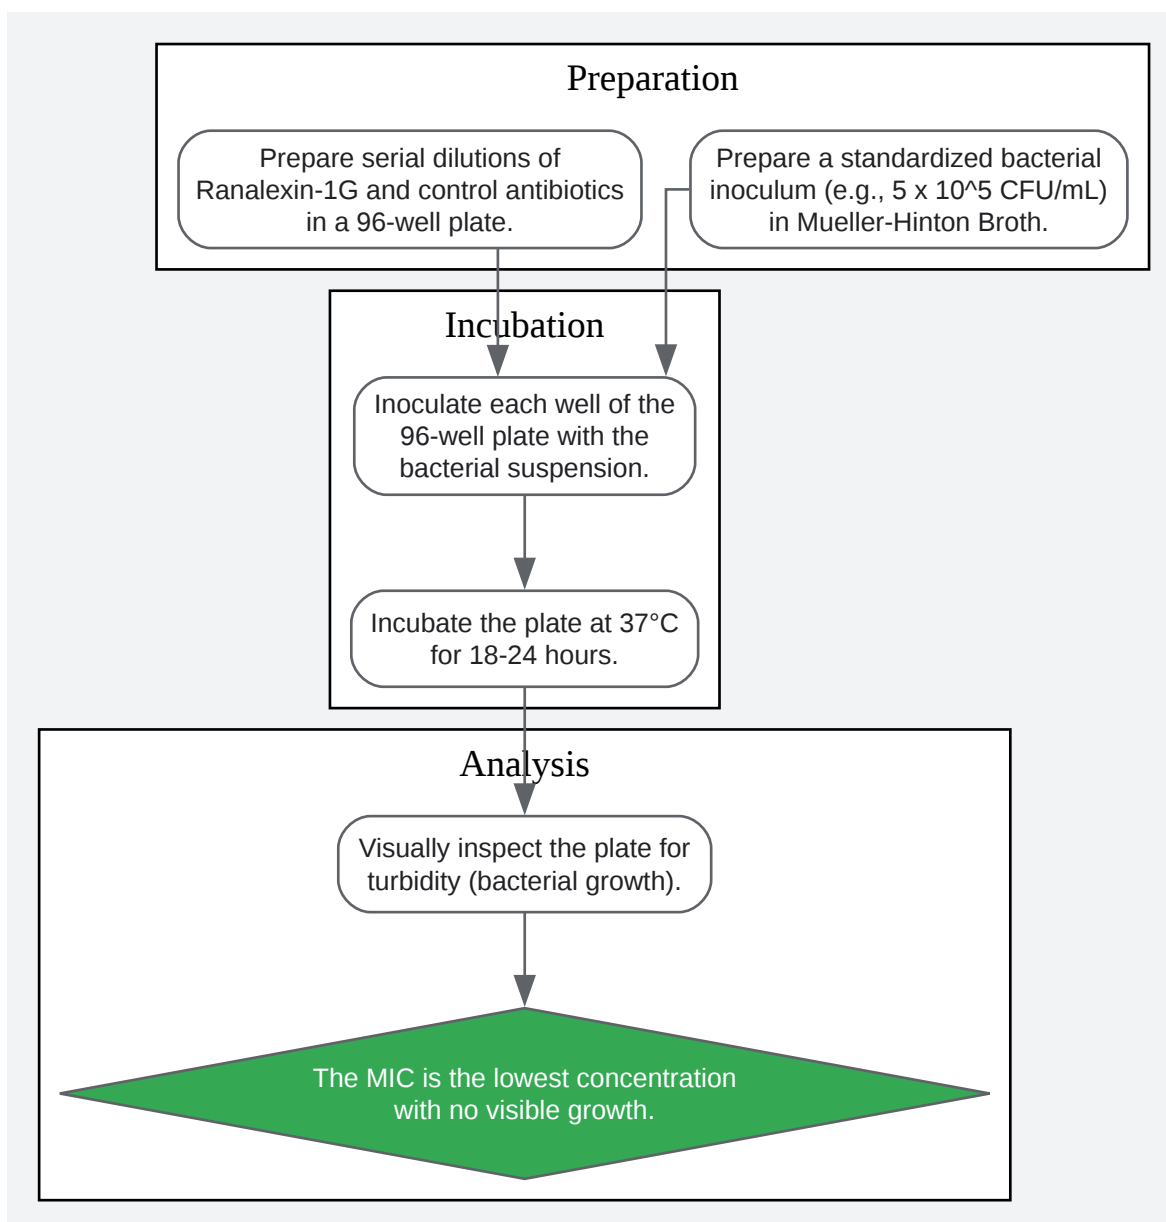 Preparation
Prepare serial dilutions of
Ranalexin-1G and control antibiotics
in a 96-well plate.
Prepare a standardized bacterial
inoculum (e.g., 5 x 10^5 CFU/mL)
in Mueller-Hinton Broth.
Incubation
Inoculate each well of the
96-well plate with the
bacterial suspension.
Incubate the plate at 37°C
for 18-24 hours.
Analysis
Visually inspect the plate for
turbidity (bacterial growth).
The MIC is the lowest concentration
with no visible growth.